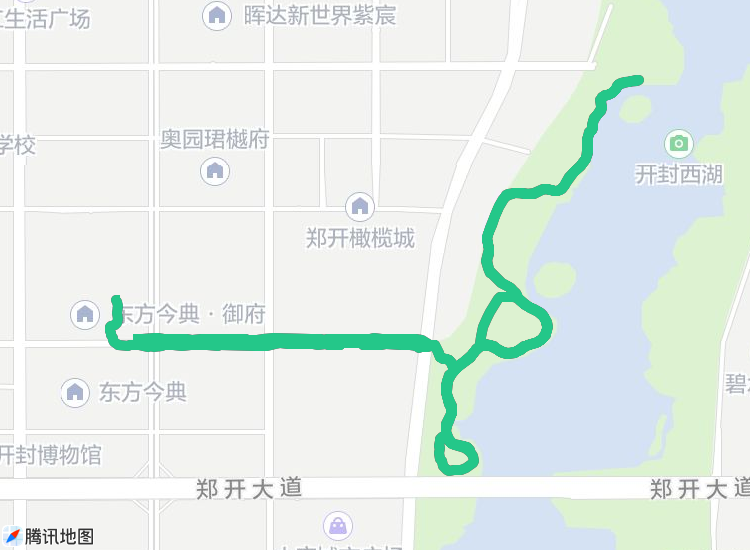 生活广场
晖达新世界紫宸
学校
奥园珺樾府
开封西湖
郑开橄榄城
东方今典·御府
东方今典
开封博物馆
郑开大道
郑开大道
腾讯地图